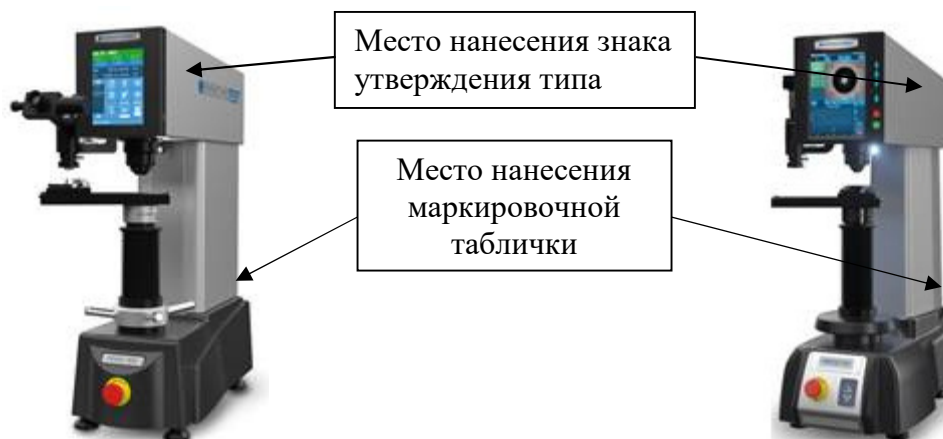 Место нанесения знака
утверждения типа
Место нанесения
маркировочной
таблички